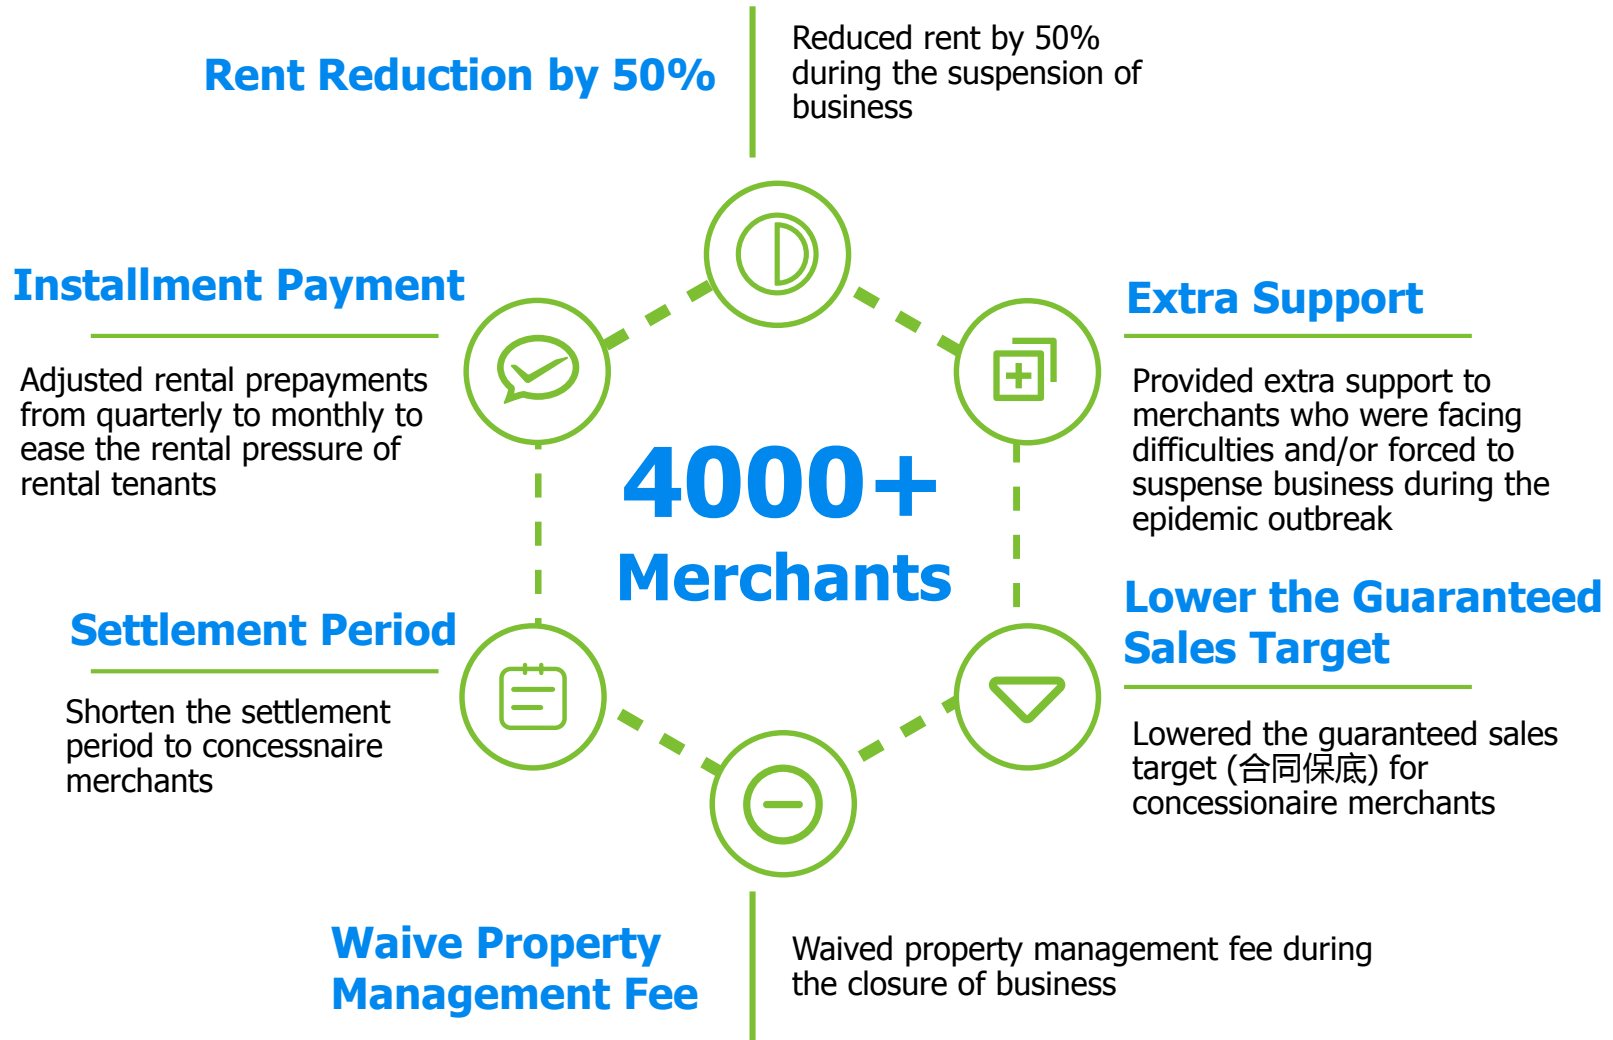 Rent Reduction by 50%
Reduced rent by 50%
during the suspension of
business
Installment Payment
Adjusted rental prepayments
from quarterly to monthly to
ease the rental pressure of
rental tenants
Extra Support
Provided extra support to
merchants who were facing
difficulties and/or forced to
suspense business during the
epidemic outbreak
4000+
Merchants
Settlement Period
Shorten the settlement
period to concessnaire
merchants
Lower the Guaranteed
Sales Target
Lowered the guaranteed sales
target (合同保底) for
concessionaire merchants
Waive Property
Management Fee
Waived property management fee during
the closure of business